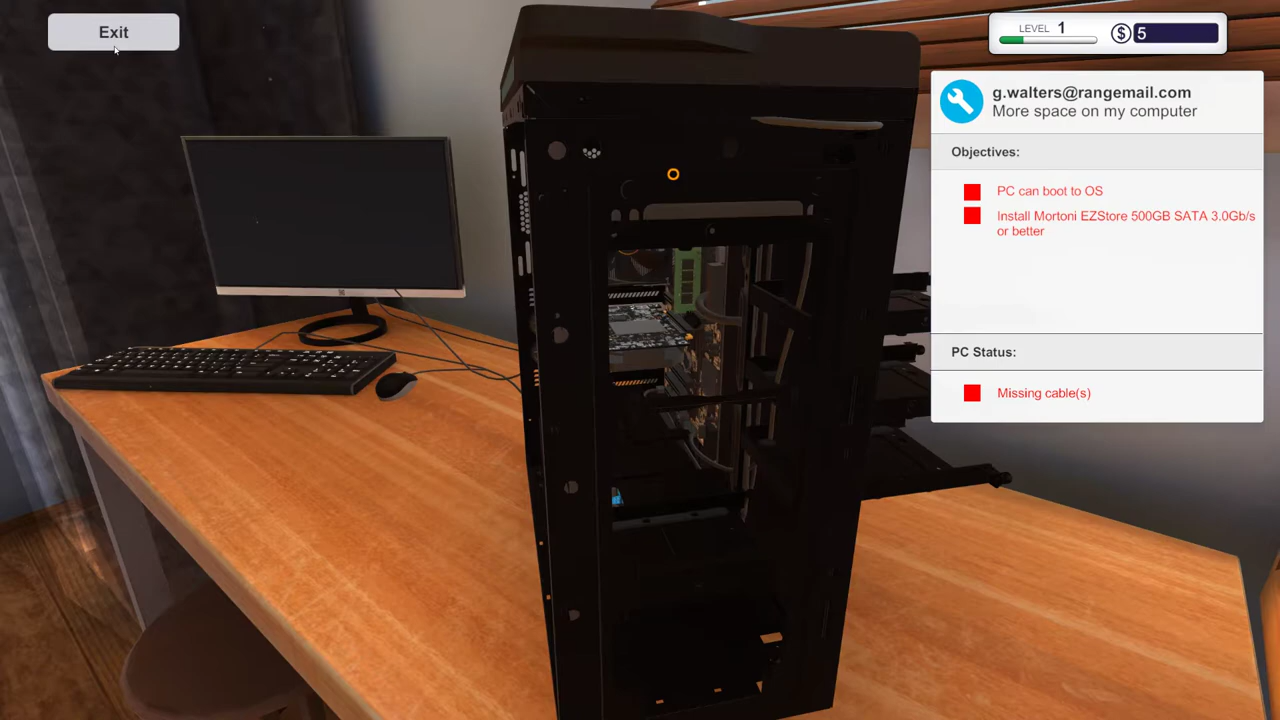 Exit
LEVEL 1
$ 5
g.walters@rangemail.com
More space on my computer
Objectives:
PC can boot to OS
Install Mortoni EZStore 500GB SATA 3.0Gb/s
or better
PC Status:
Missing cable(s)